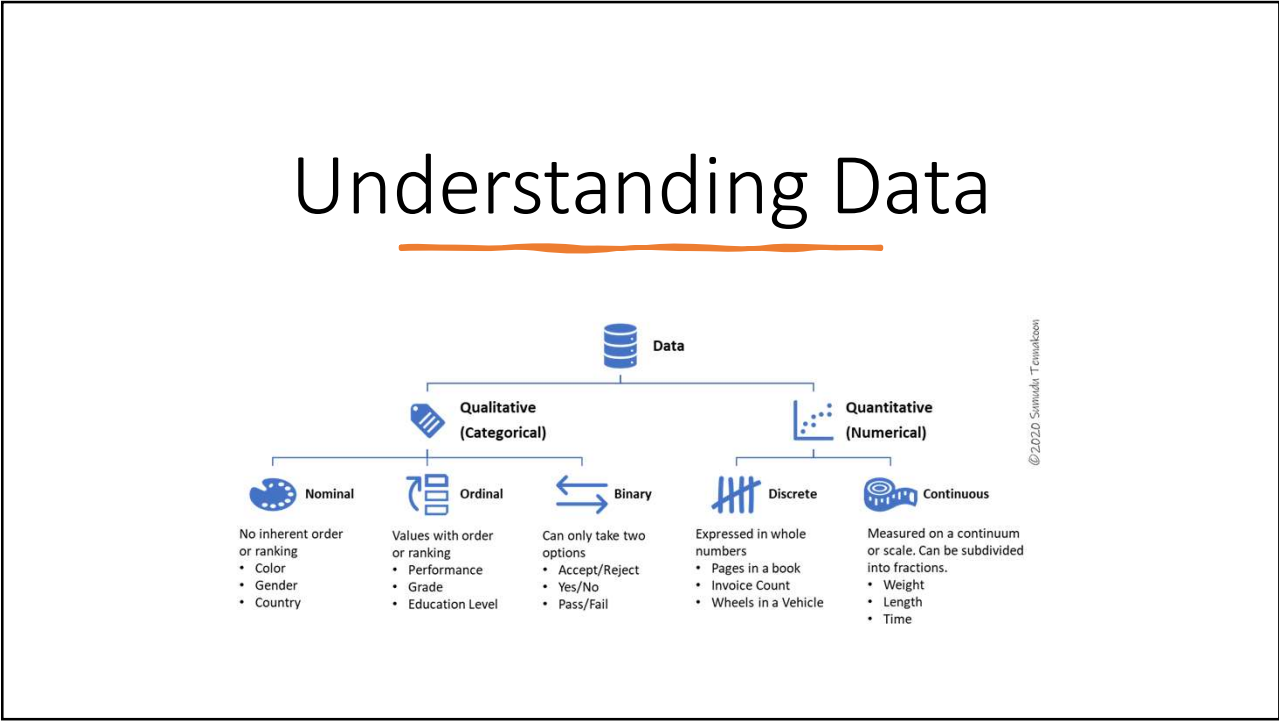 Understanding Data
Data
Qualitative
(Categorical)
Quantitative
(Numerical)
Nominal
No inherent order
or ranking
• Color
• Gender
• Country
Ordinal
Values with order
or ranking
• Performance
• Grade
• Education Level
Binary
Can only take two
options
• Accept/Reject
• Yes/No
• Pass/Fail
Discrete
Expressed in whole
numbers
• Pages in a book
• Invoice Count
• Wheels in a Vehicle
Continuous
Measured on a continuum
or scale. Can be subdivided
into fractions.
• Weight
• Length
• Time
©2020 Sumudu Tennakoon